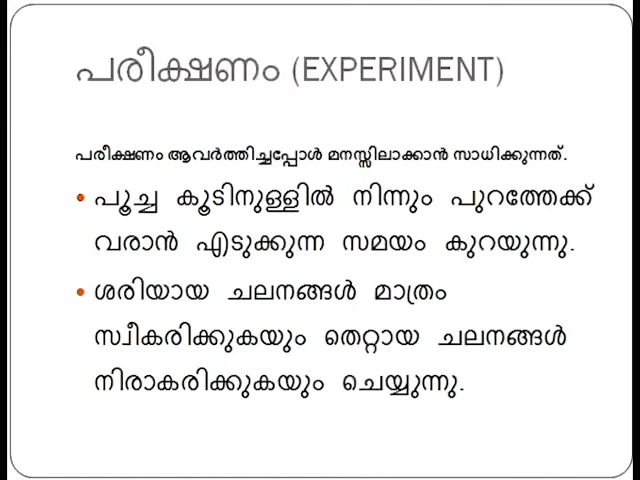 പരീക്ഷണം (EXPERIMENT)
പരീക്ഷണം ആവർത്തിച്ചപ്പോൾ മനസ്സിലാക്കാൻ സാധിക്കുന്നത്.
• പൂച്ച കൂടിനുള്ളിൽ നിന്നും പുറത്തേക്ക്
വരാൻ എടുക്കുന്ന സമയം കുറയുന്നു.
• ശരിയായ ചലനങ്ങൾ മാത്രം
സ്വീകരിക്കുകയും തെറ്റായ ചലനങ്ങൾ
നിരാകരിക്കുകയും ചെയ്യുന്നു.